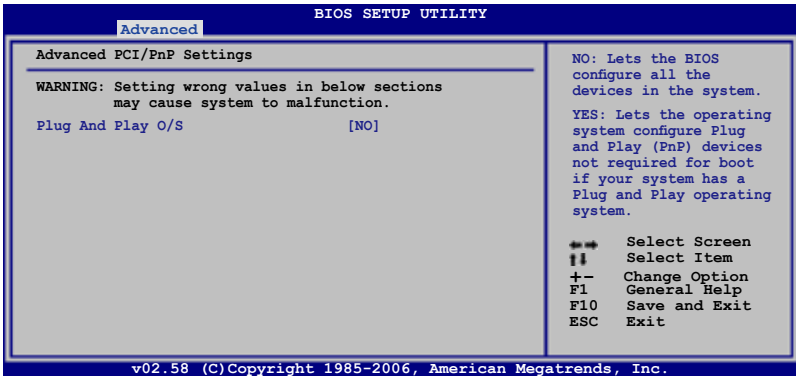 BIOS SETUP UTILITY
Advanced
Advanced PCI/PnP Settings
WARNING: Setting wrong values in below sections
may cause system to malfunction.
Plug And Play O/S [NO]
NO: Lets the BIOS
configure all the
devices in the system.
YES: Lets the operating
system configure Plug
and Play (PnP) devices
not required for boot
if your system has a
Plug and Play operating
system.
←→ Select Screen
↑↓ Select Item
+- Change Option
F1 General Help
F10 Save and Exit
ESC Exit
v02.58 (C)Copyright 1985-2006, American Megatrends, Inc.